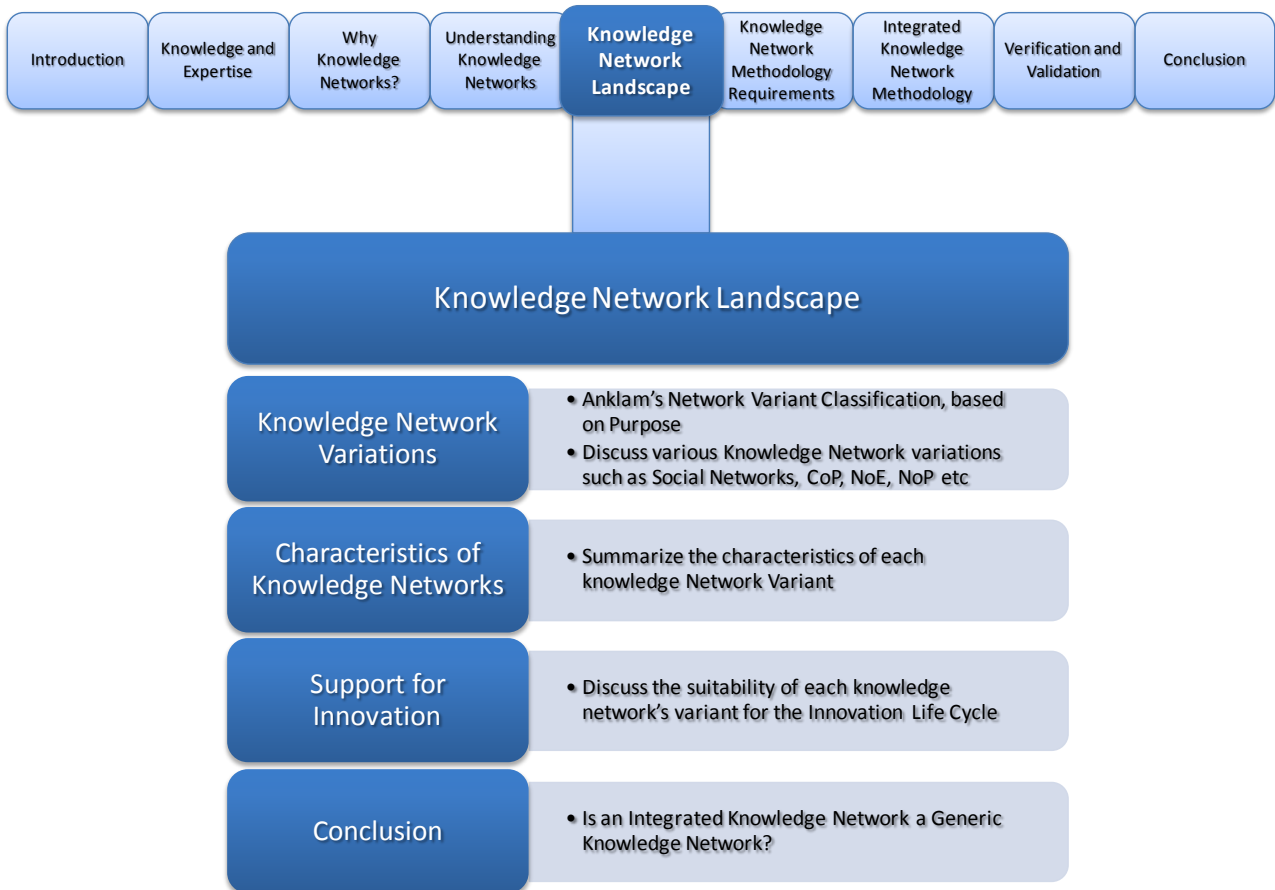 Introduction
Knowledge and
Expertise
Why
Knowledge
Networks?
Understanding
Knowledge
Networks
Knowledge
Network
Landscape
Knowledge
Network
Methodology
Requirements
Integrated
Knowledge
Network
Methodology
Verification and
Validation
Conclusion
Knowledge Network Landscape
Knowledge Network
Variations
• Anklam's Network Variant Classification, based
on Purpose
• Discuss various Knowledge Network variations
such as Social Networks, CoP, NoE, NoP etc
Characteristics of
Knowledge Networks
• Summarize the characteristics of each
knowledge Network Variant
Support for
Innovation
• Discuss the suitability of each knowledge
network's variant for the Innovation Life Cycle
Conclusion
• Is an Integrated Knowledge Network a Generic
Knowledge Network?